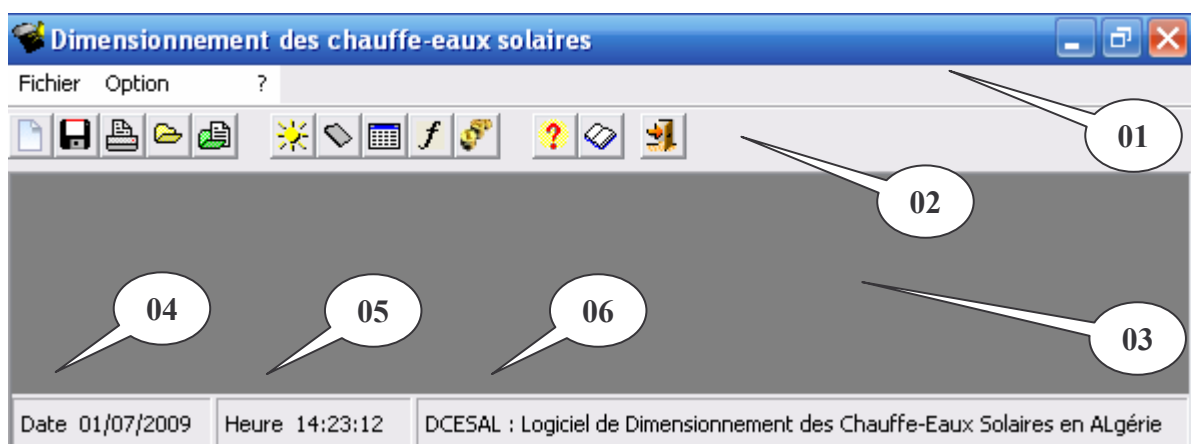 Dimensionnement des chauffe-eaux solaires
Fichier Option ?
01
f ?
02
04 05 06
03
Date 01/07/2009 Heure 14:23:12 DCESAL : Logiciel de Dimensionnement des Chauffe-Eaux Solaires en ALgérie